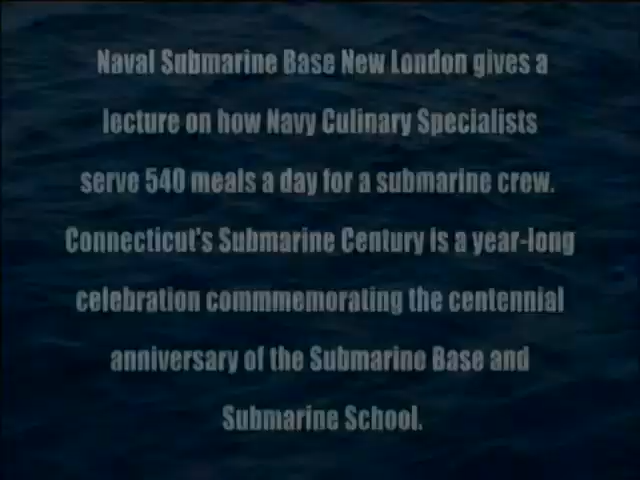 Naval Submarine Base New London gives a
lecture on how Navy Culinary Specialists
serve 540 meals a day for a submarine crew.
Connecticut's Submarine Century is a year-long
celebration commmemorating the centennial
anniversary of the Submarine Base and
Submarine School.